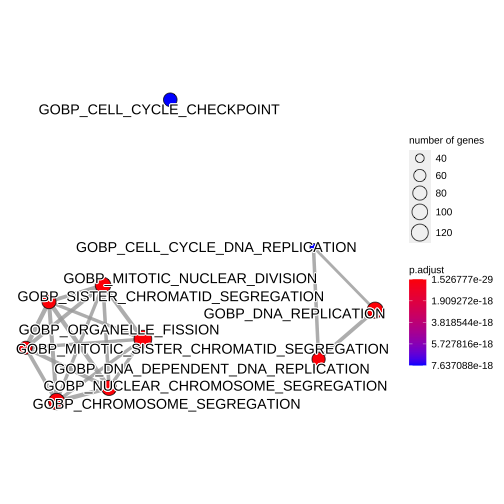 GOBP_CELL_CYCLE_CHECKPOINT
number of genes
40
60
80
100
120
GOBP_CELL_CYCLE_DNA_REPLICATION
p.adjust
1.526777e-29
1.909272e-18
3.818544e-18
5.727816e-18
7.637088e-18
GOBP_MITOTIC_NUCLEAR_DIVISION
GOBP_SISTER_CHROMATID_SEGREGATION
GOBP_DNA_REPLICATION
GOBP_ORGANELLE_FISSION
GOBP_MITOTIC_SISTER_CHROMATID_SEGREGATION
GOBP_DNA_DEPENDENT_DNA_REPLICATION
GOBP_NUCLEAR_CHROMOSOME_SEGREGATION
GOBP_CHROMOSOME_SEGREGATION